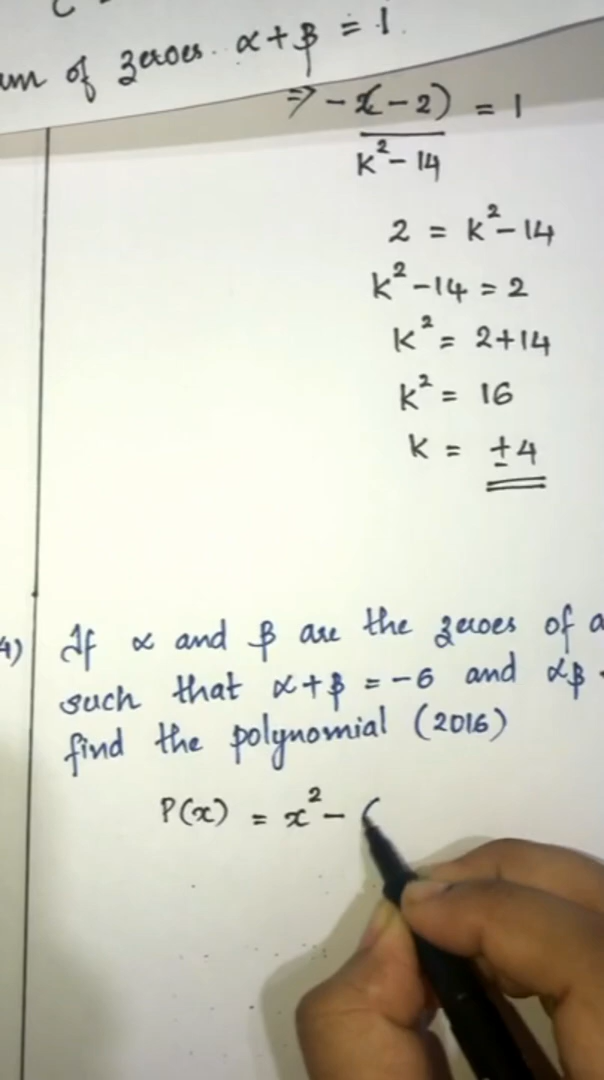 of zeroes .. α+β = 1
⇒ -(-2) / k²-14 = 1
2 = k²-14
k²-14 = 2
k² = 2+14
k² = 16
k = ±4
4) If α and β are the zeroes of a
such that α+β = -6 and αβ
find the polynomial (2016)
P(x) = x² - (